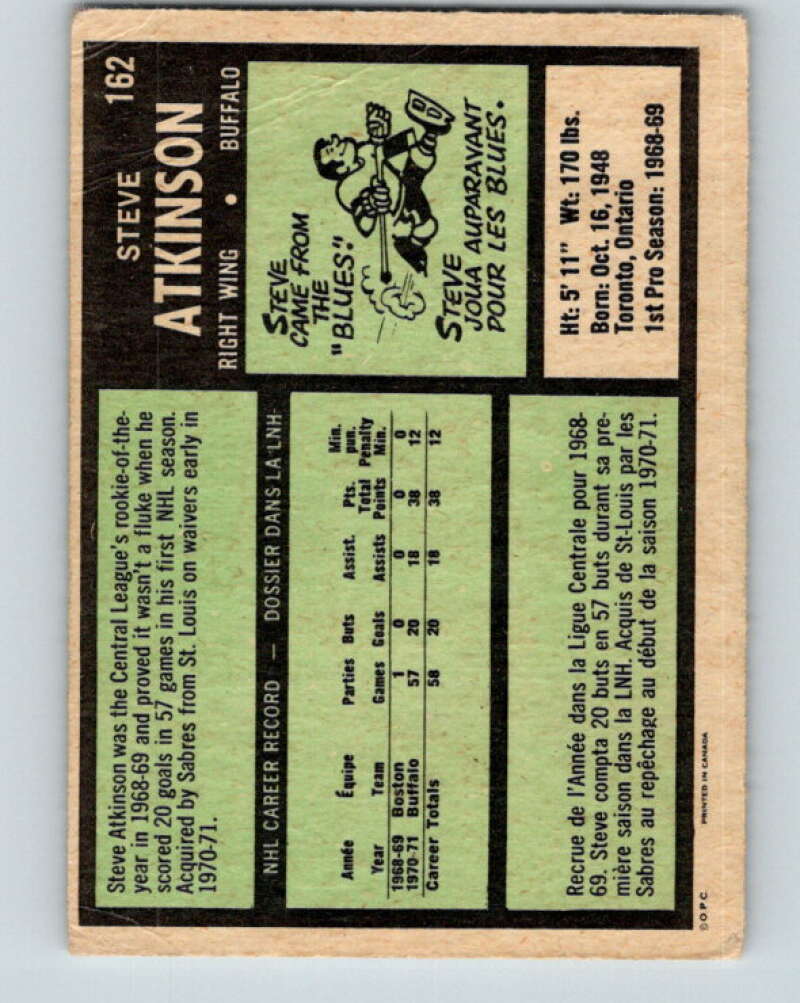 STEVE 162
ATKINSON
RIGHT WING • BUFFALO
Steve Atkinson was the Central League's rookie-of-the-
year in 1968-69 and proved it wasn't a fluke when he
scored 20 goals in 57 games in his first NHL season.
Acquired by Sabres from St. Louis on waivers early in
1970-71.
STEVE
CAME FROM
THE
"BLUES".
B
STEVE
JOUA AUPARAVANT
POUR LES BLUES.
NHL CAREER RECORD — DOSSIER DANS LA LNH
Année Équipe Parties Buts Assist. Pts. Min. pun.
Year Team Games Goals Assists Total Points Penalty Min.
1968-69 Boston 1 0 0 0 0
1970-71 Buffalo 57 20 18 38 12
Career Totals 58 20 18 38 12
Ht: 5' 11" Wt: 170 lbs.
Born: Oct. 16, 1948
Toronto, Ontario
1st Pro Season: 1968-69
Recrue de l'Année dans la Ligue Centrale pour 1968-
69. Steve compta 20 buts en 57 buts durant sa pre-
mière saison dans la LNH. Acquis de St-Louis par les
Sabres au repêchage au début de la saison 1970-71.
© O.P.C. PRINTED IN CANADA